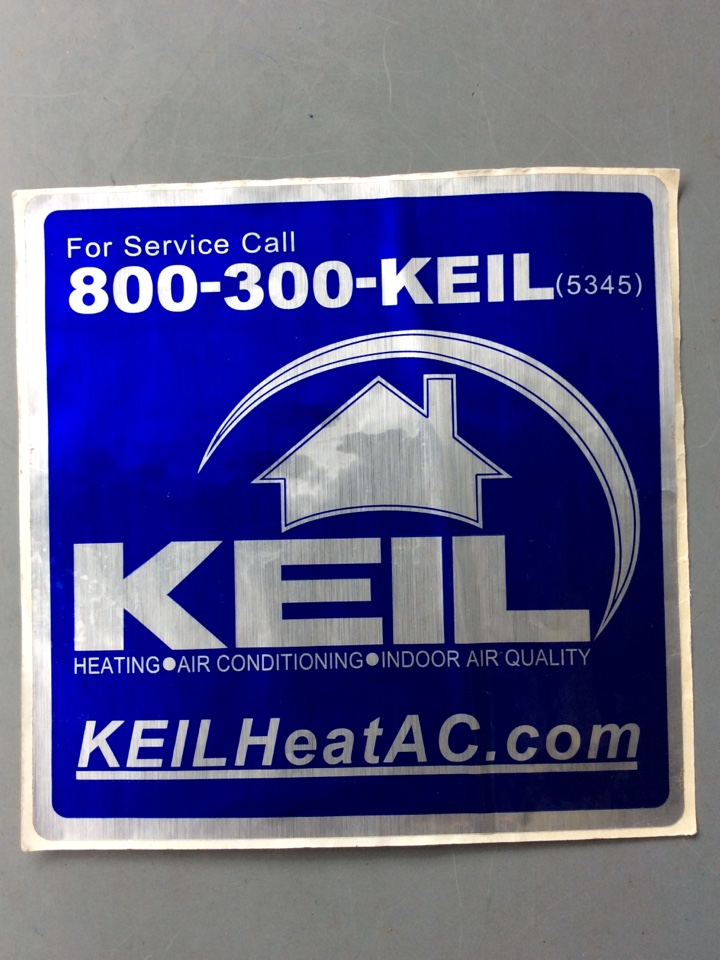 For Service Call
800-300-KEIL(5345)
KEIL
HEATING●AIR CONDITIONING●INDOOR AIR QUALITY
KEILHeatAC.com